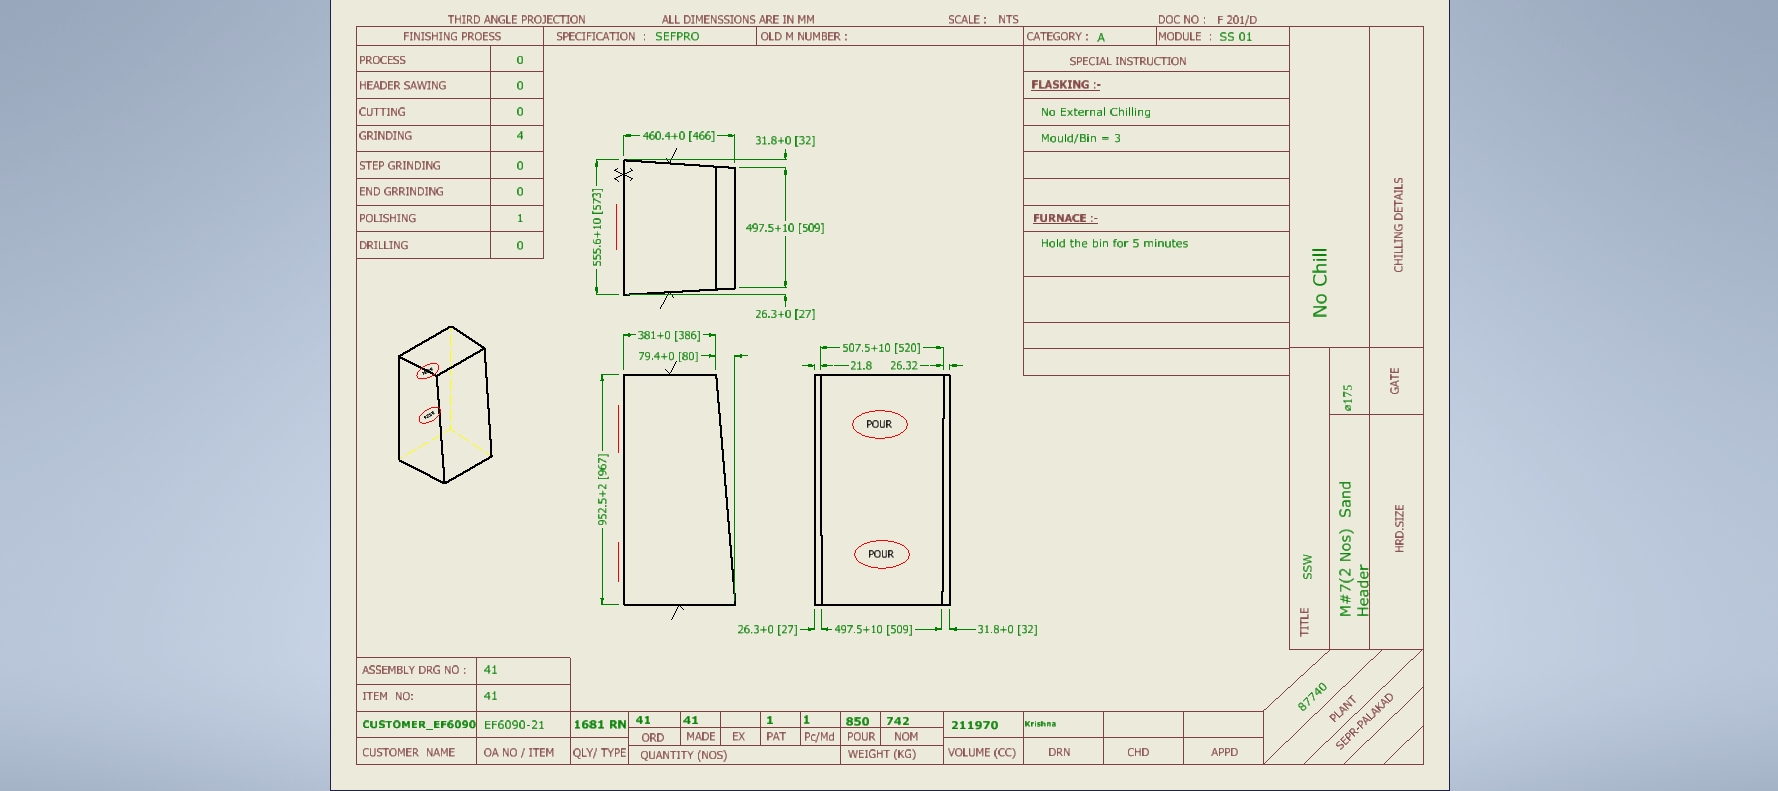 THIRD ANGLE PROJECTION ALL DIMENSSIONS ARE IN MM SCALE : NTS DOC NO : F 201/D
FINISHING PROESS SPECIFICATION : SEFPRO OLD M NUMBER : CATEGORY : A MODULE : SS 01
PROCESS 0
HEADER SAWING 0
CUTTING 0
GRINDING 4
STEP GRINDING 0
END GRRINDING 0
POLISHING 1
DRILLING 0
SPECIAL INSTRUCTION
FLASKING :-
No External Chilling
Mould/Bin = 3
FURNACE :-
Hold the bin for 5 minutes
460.4+0 [466]
31.8+0 [32]
555.6+10 [573]
497.5+10 [509]
26.3+0 [27]
381+0 [386]
79.4+0 [80]
952.5+2 [967]
507.5+10 [520]
21.8 26.32
POUR
POUR
26.3+0 [27] 497.5+10 [509] 31.8+0 [32]
No Chill
CHILLING DETAILS
ø175
GATE
TITLE SSW
M#7(2 Nos) Sand
Header
HRD.SIZE
87740
PLANT
SEPR-PALAKAD
ASSEMBLY DRG NO : 41
ITEM NO: 41
CUSTOMER_EF6090 EF6090-21 1681 RN 41 41 1 1 850 742 211970 Krishna
ORD MADE EX PAT Pc/Md POUR NOM
CUSTOMER NAME OA NO / ITEM QLY/ TYPE QUANTITY (NOS) WEIGHT (KG) VOLUME (CC) DRN CHD APPD